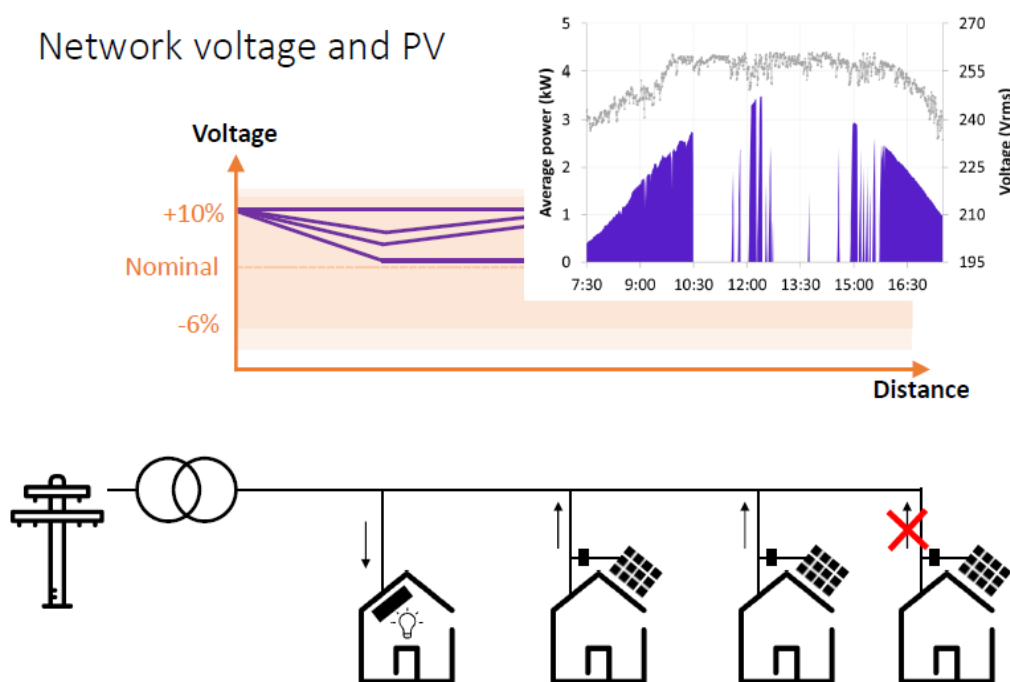 Network voltage and PV
Voltage
+10%
Nominal
-6%
Distance
Average power (kW)
5
4
3
2
1
0
270
255
240
225
210
195
Voltage (Vrms)
7:30 9:00 10:30 12:00 13:30 15:00 16:30